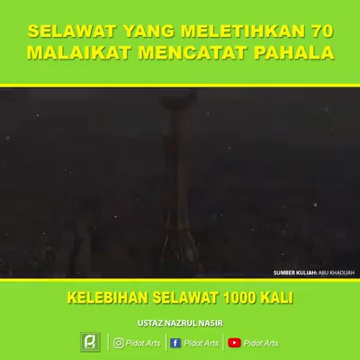 SELAWAT YANG MELETIHKAN 70
MALAIKAT MENCATAT PAHALA
SUMBER KULIAH: ABU KHADIJAH
KELEBIHAN SELAWAT 1000 KALI
USTAZ NAZRUL NASIR
Pidot Arts Pidot Arts Pidot Arts